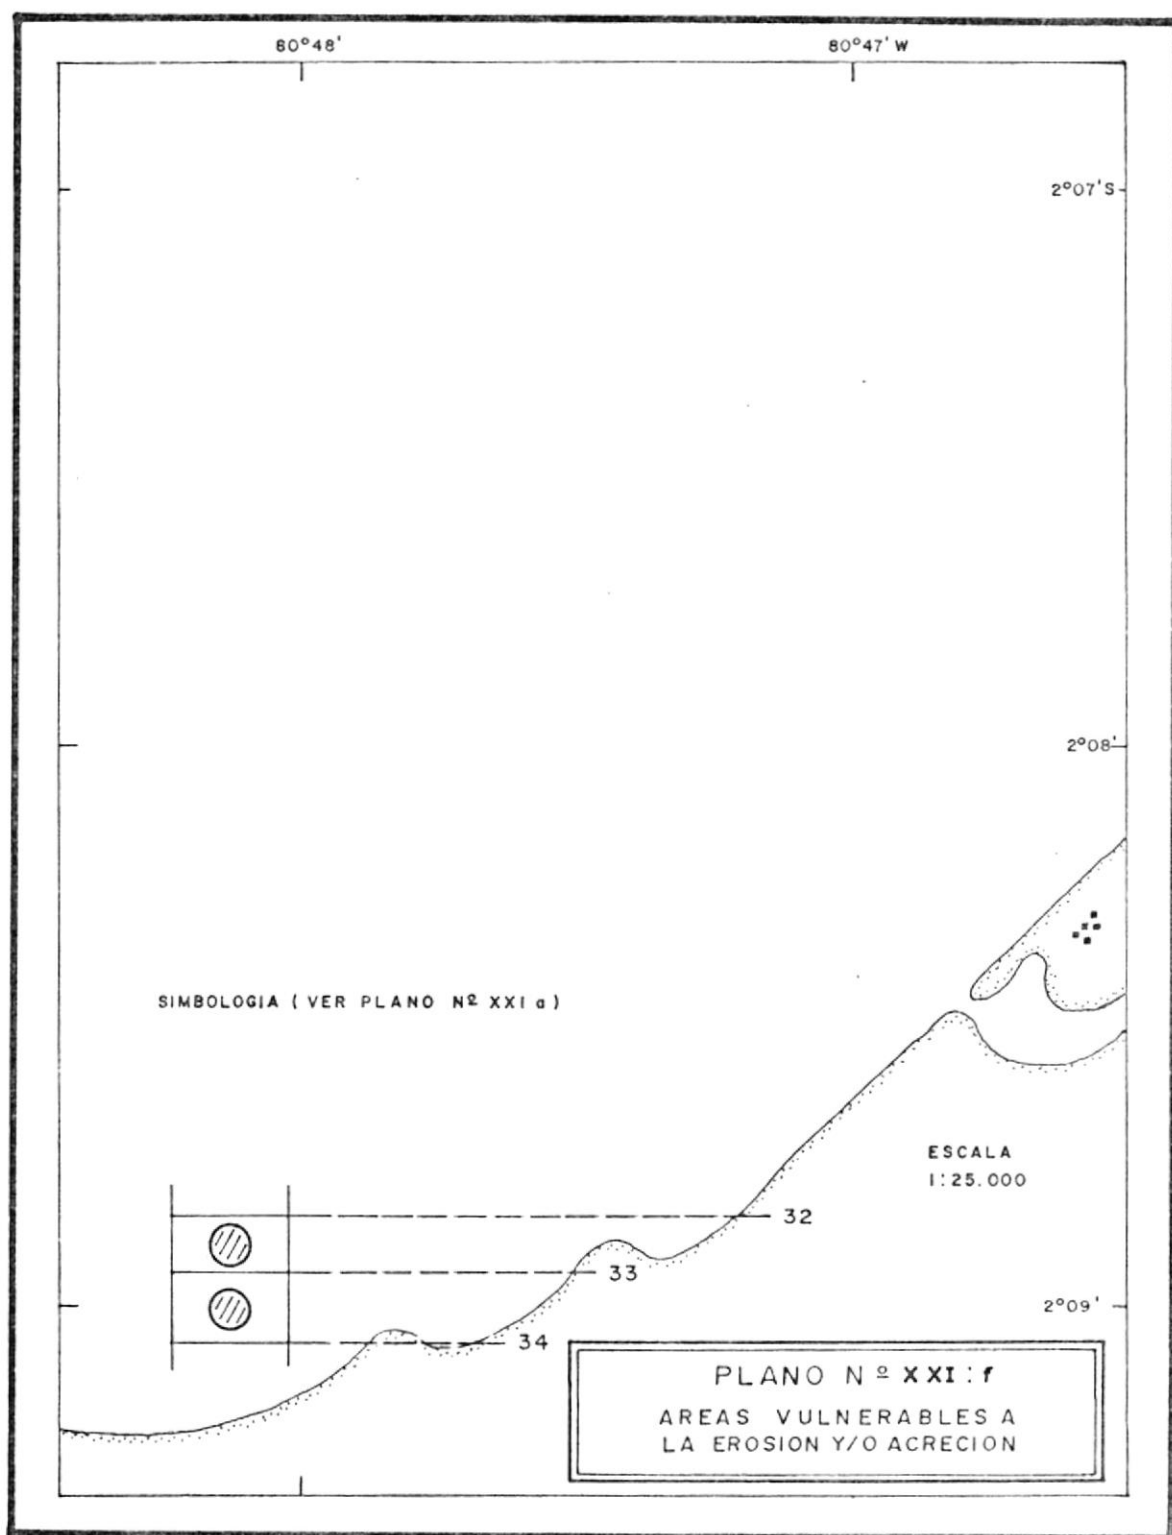 80°48'
80°47' W
2°07'S
2°08'
SIMBOLOGIA ( VER PLANO Nº XXI a )
ESCALA
1:25.000
32
33
2°09'
34
PLANO Nº XXI:f
AREAS VULNERABLES A
LA EROSION Y/O ACRECION